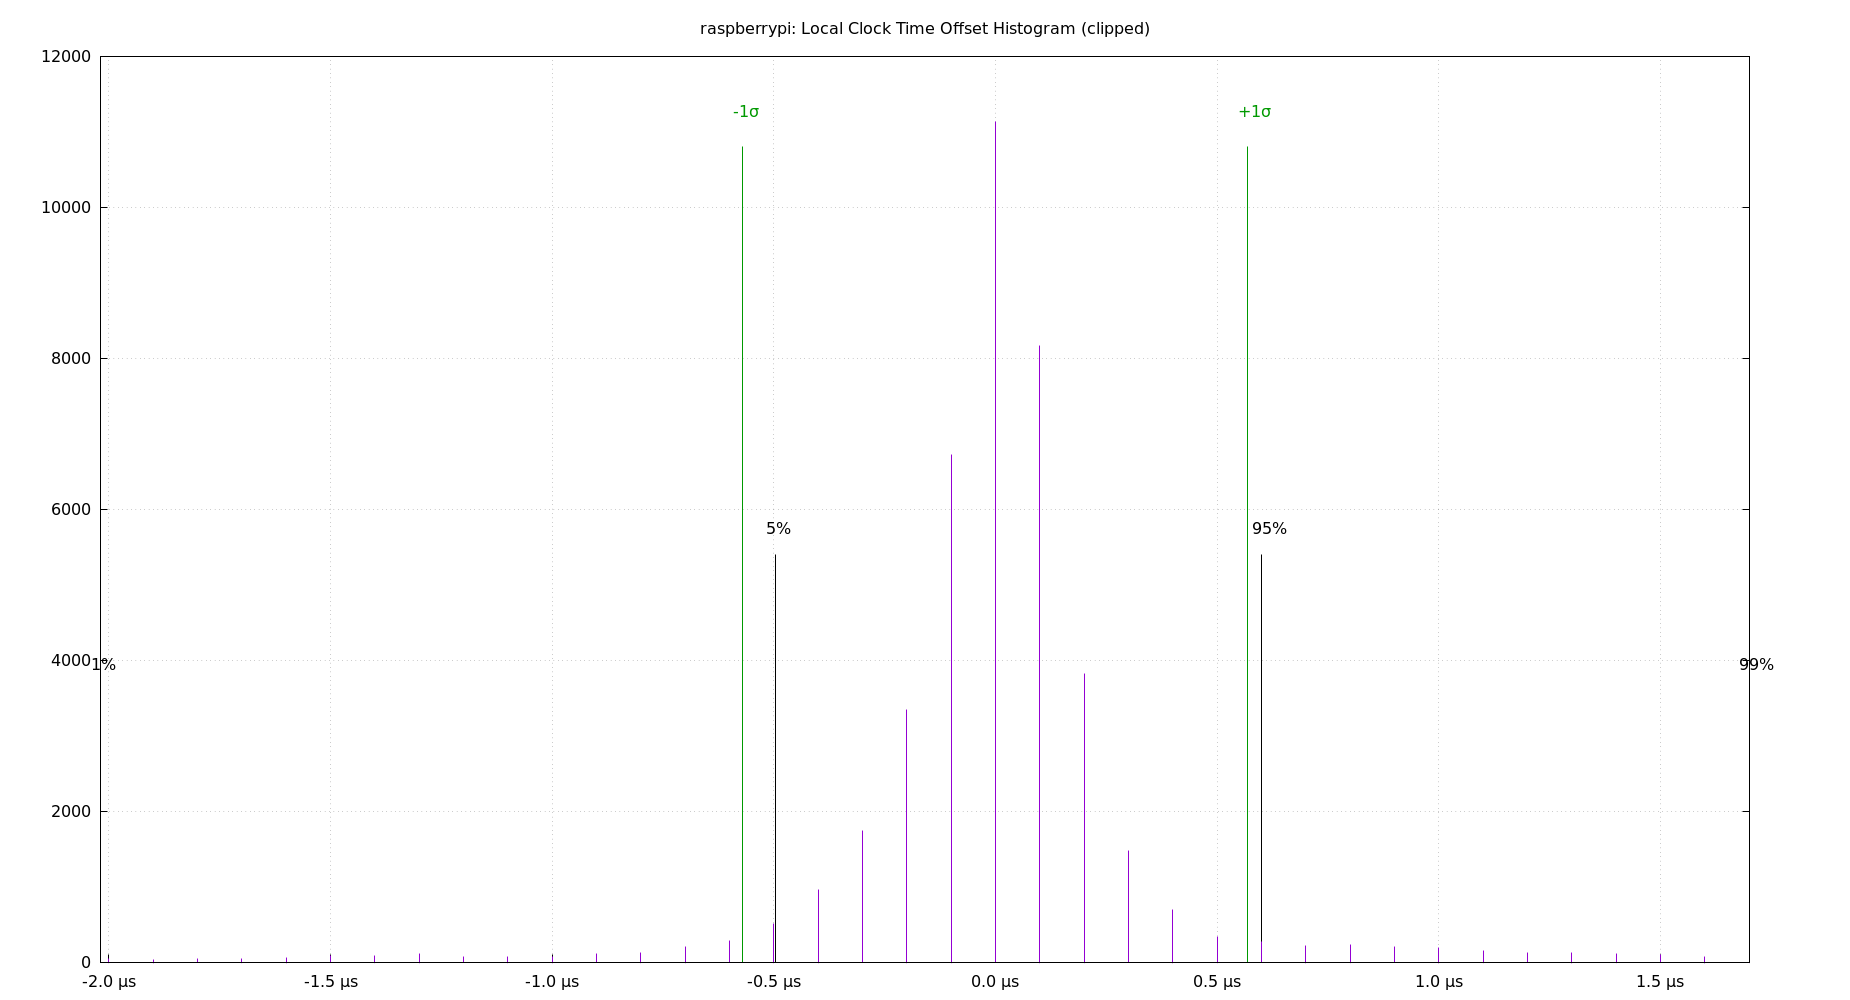 raspberrypi: Local Clock Time Offset Histogram (clipped)
12000
-1σ
+1σ
10000
8000
6000
5%
95%
4000
1%
99%
2000
0
-2.0 µs
-1.5 µs
-1.0 µs
-0.5 µs
0.0 µs
0.5 µs
1.0 µs
1.5 µs